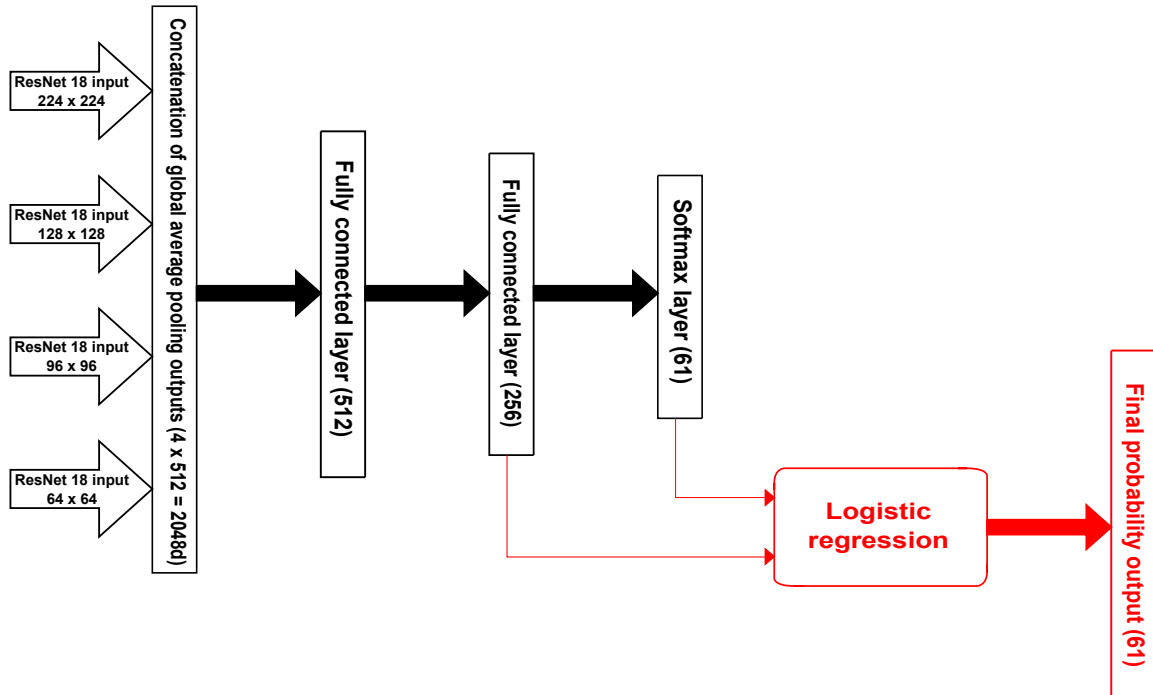 ResNet 18 input
224 x 224
ResNet 18 input
128 x 128
ResNet 18 input
96 x 96
ResNet 18 input
64 x 64
Concatenation of global average pooling outputs (4 x 512 = 2048d)
Fully connected layer (512)
Fully connected layer (256)
Softmax layer (61)
Logistic
regression
Final probability output (61)